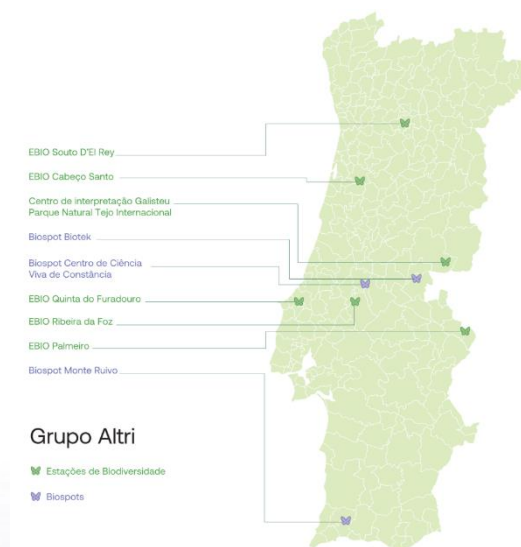 EBIO Souto D'El Rey
EBIO Cabeço Santo
Centro de interpretação Galisteu
Parque Natural Tejo Internacional
Biospot Biotek
Biospot Centro de Ciência
Viva de Constância
EBIO Quinta do Furadouro
EBIO Ribeira da Foz
EBIO Palmeiro
Biospot Monte Ruivo
Grupo Altri
Estações de Biodiversidade
Biospots